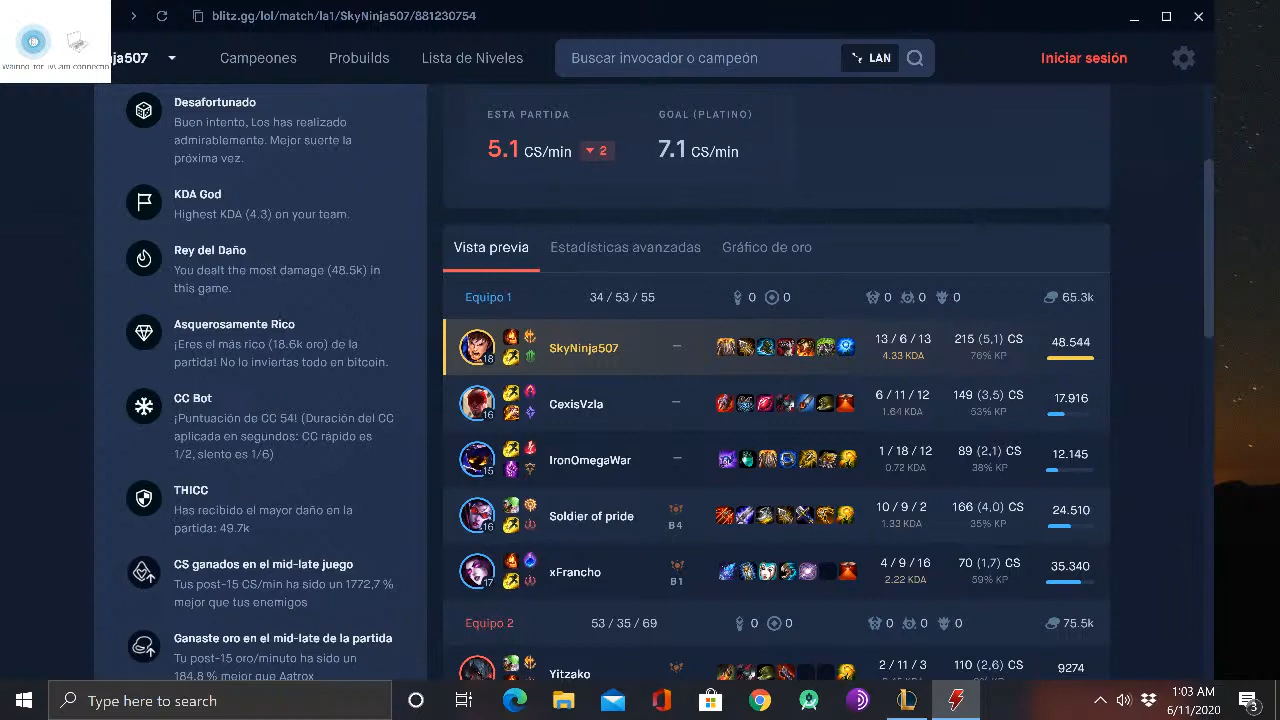 blitz.gg/lol/match/la1/SkyNinja507/881230754
Waiting for iVCam connectio
ja507
Campeones
Probuilds
Lista de Niveles
Buscar invocador o campeón
LAN
Iniciar sesión
Desafortunado
Buen intento, Los has realizado
admirablemente. Mejor suerte la
próxima vez.
KDA God
Highest KDA (4.3) on your team.
Rey del Daño
You dealt the most damage (48.5k) in
this game.
Asquerosamente Rico
¡Eres el más rico (18.6k oro) de la
partida! No lo inviertas todo en bitcoin.
CC Bot
¡Puntuación de CC 54! (Duración del CC
aplicada en segundos: CC rápido es
1/2, slento es 1/6)
THICC
Has recibido el mayor daño en la
partida: 49.7k
CS ganados en el mid-late juego
Tus post-15 CS/min ha sido un 1772,7 %
mejor que tus enemigos
Ganaste oro en el mid-late de la partida
Tu post-15 oro/minuto ha sido un
184,8 % mejor que Aatrox
ESTA PARTIDA
GOAL (PLATINO)
5.1 CS/min 2
7.1 CS/min
Vista previa
Estadísticas avanzadas
Gráfico de oro
Equipo 1 34 / 53 / 55 0 0 0 0 0 65.3k
18 SkyNinja507 — 13 / 6 / 13 215 (5,1) CS 48.544
4.33 KDA 76% KP
16 CexisVzla — 6 / 11 / 12 149 (3,5) CS 17.916
1.64 KDA 53% KP
15 IronOmegaWar — 1 / 18 / 12 89 (2,1) CS 12.145
0.72 KDA 38% KP
16 Soldier of pride B4 10 / 9 / 2 166 (4,0) CS 24.510
1.33 KDA 35% KP
17 xFrancho B1 4 / 9 / 16 70 (1,7) CS 35.340
2.22 KDA 59% KP
Equipo 2 53 / 35 / 69 0 0 0 0 0 75.5k
Yitzako 2 / 11 / 3 110 (2,6) CS 9274
Type here to search
1:03 AM
6/11/2020
3